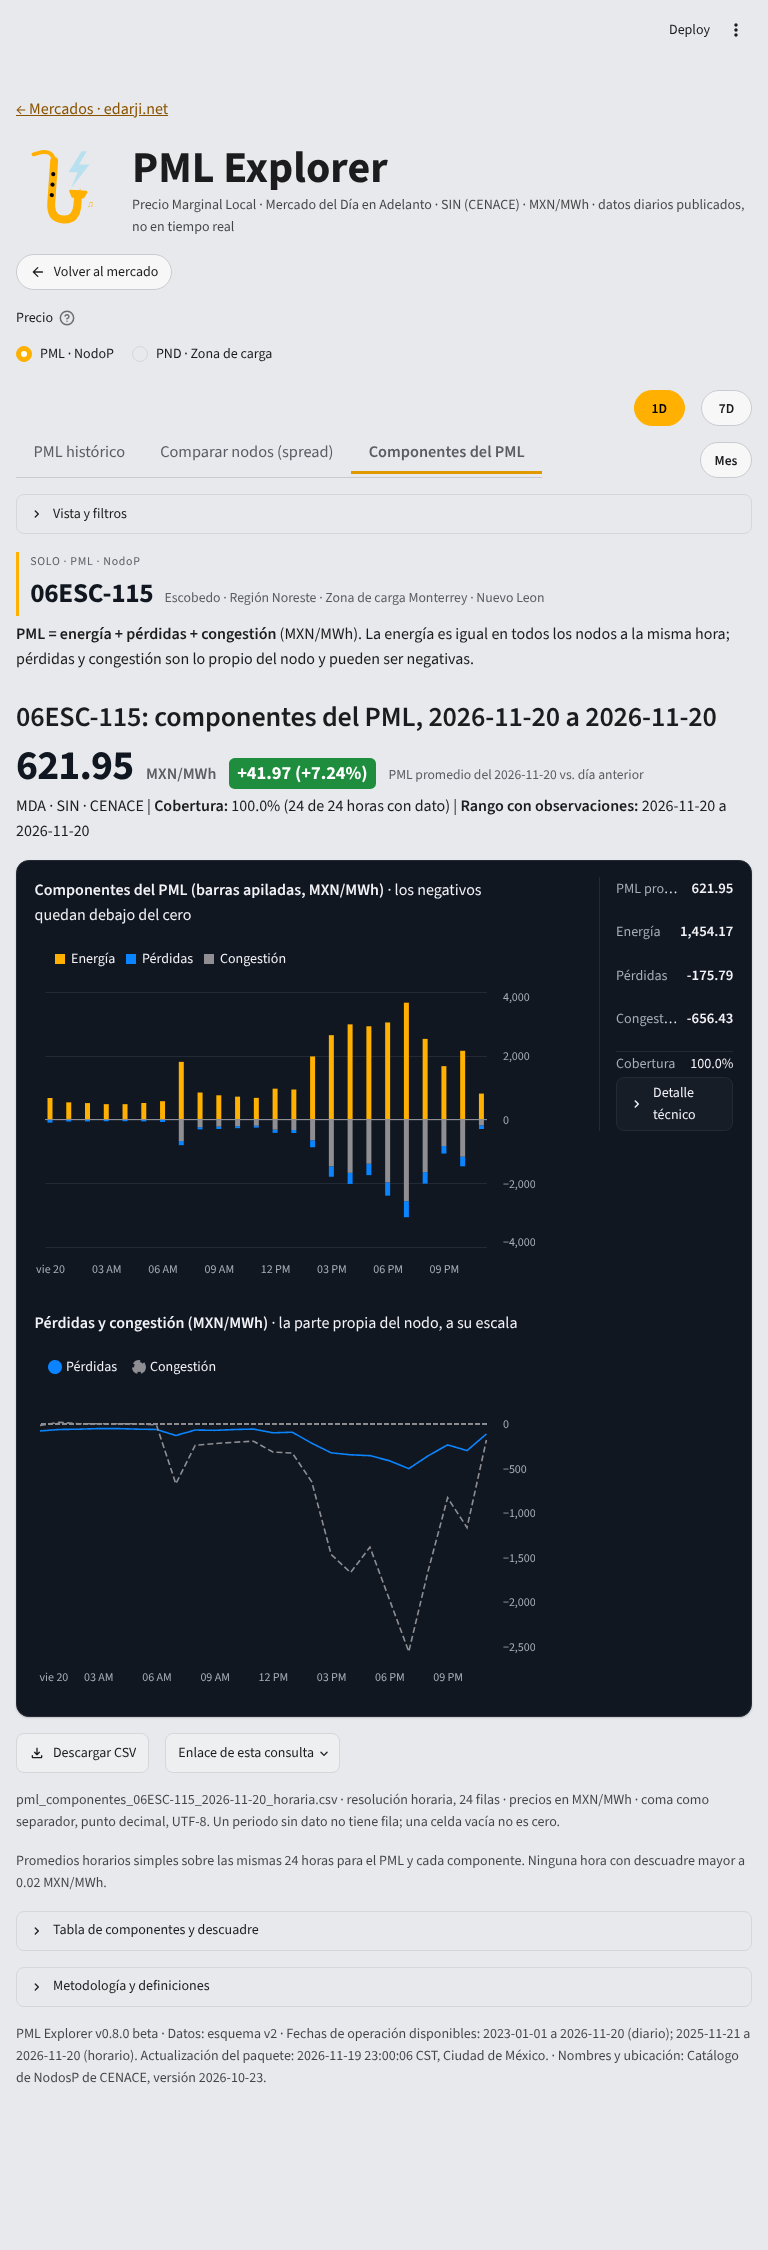 Deploy
← Mercados · edarji.net
PML Explorer
Precio Marginal Local · Mercado del Día en Adelanto · SIN (CENACE) · MXN/MWh · datos diarios publicados,
no en tiempo real
Volver al mercado
Precio
PML · NodoP
PND · Zona de carga
1D
7D
PML histórico
Comparar nodos (spread)
Componentes del PML
Mes
Vista y filtros
SOLO · PML · NodoP
06ESC-115 Escobedo · Región Noreste · Zona de carga Monterrey · Nuevo Leon
PML = energía + pérdidas + congestión (MXN/MWh). La energía es igual en todos los nodos a la misma hora;
pérdidas y congestión son lo propio del nodo y pueden ser negativas.
06ESC-115: componentes del PML, 2026-11-20 a 2026-11-20
621.95 MXN/MWh +41.97 (+7.24%) PML promedio del 2026-11-20 vs. día anterior
MDA · SIN · CENACE | Cobertura: 100.0% (24 de 24 horas con dato) | Rango con observaciones: 2026-11-20 a
2026-11-20
Componentes del PML (barras apiladas, MXN/MWh) · los negativos
quedan debajo del cero
Energía Pérdidas Congestión
4,000
2,000
0
−2,000
−4,000
vie 20 03 AM 06 AM 09 AM 12 PM 03 PM 06 PM 09 PM
PML pro... 621.95
Energía 1,454.17
Pérdidas -175.79
Congest... -656.43
Cobertura 100.0%
Detalle
técnico
Pérdidas y congestión (MXN/MWh) · la parte propia del nodo, a su escala
Pérdidas Congestión
0
−500
−1,000
−1,500
−2,000
−2,500
vie 20 03 AM 06 AM 09 AM 12 PM 03 PM 06 PM 09 PM
Descargar CSV
Enlace de esta consulta
pml_componentes_06ESC-115_2026-11-20_horaria.csv · resolución horaria, 24 filas · precios en MXN/MWh · coma como
separador, punto decimal, UTF-8. Un periodo sin dato no tiene fila; una celda vacía no es cero.
Promedios horarios simples sobre las mismas 24 horas para el PML y cada componente. Ninguna hora con descuadre mayor a
0.02 MXN/MWh.
Tabla de componentes y descuadre
Metodología y definiciones
PML Explorer v0.8.0 beta · Datos: esquema v2 · Fechas de operación disponibles: 2023-01-01 a 2026-11-20 (diario); 2025-11-21 a
2026-11-20 (horario). Actualización del paquete: 2026-11-19 23:00:06 CST, Ciudad de México. · Nombres y ubicación: Catálogo
de NodosP de CENACE, versión 2026-10-23.